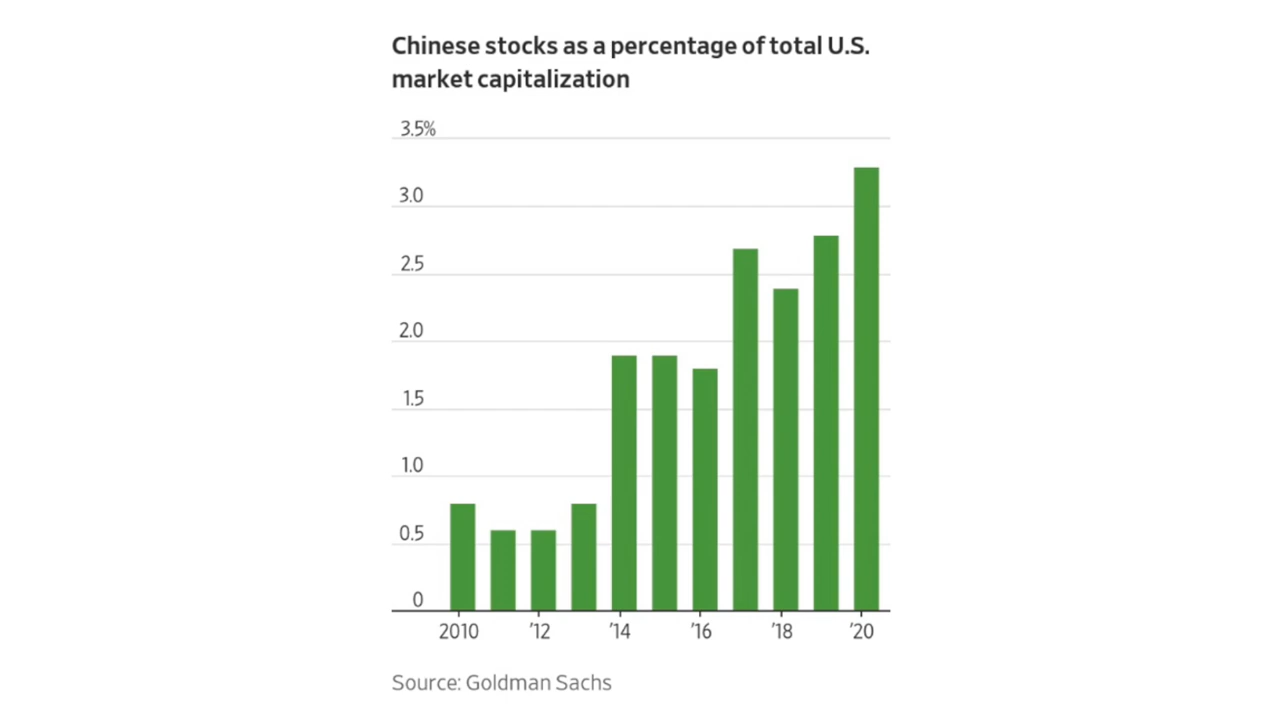 Chinese stocks as a percentage of total U.S.
market capitalization
3.5%
3.0
2.5
2.0
1.5
1.0
0.5
0
2010 ’12 ’14 ’16 ’18 ’20
Source: Goldman Sachs